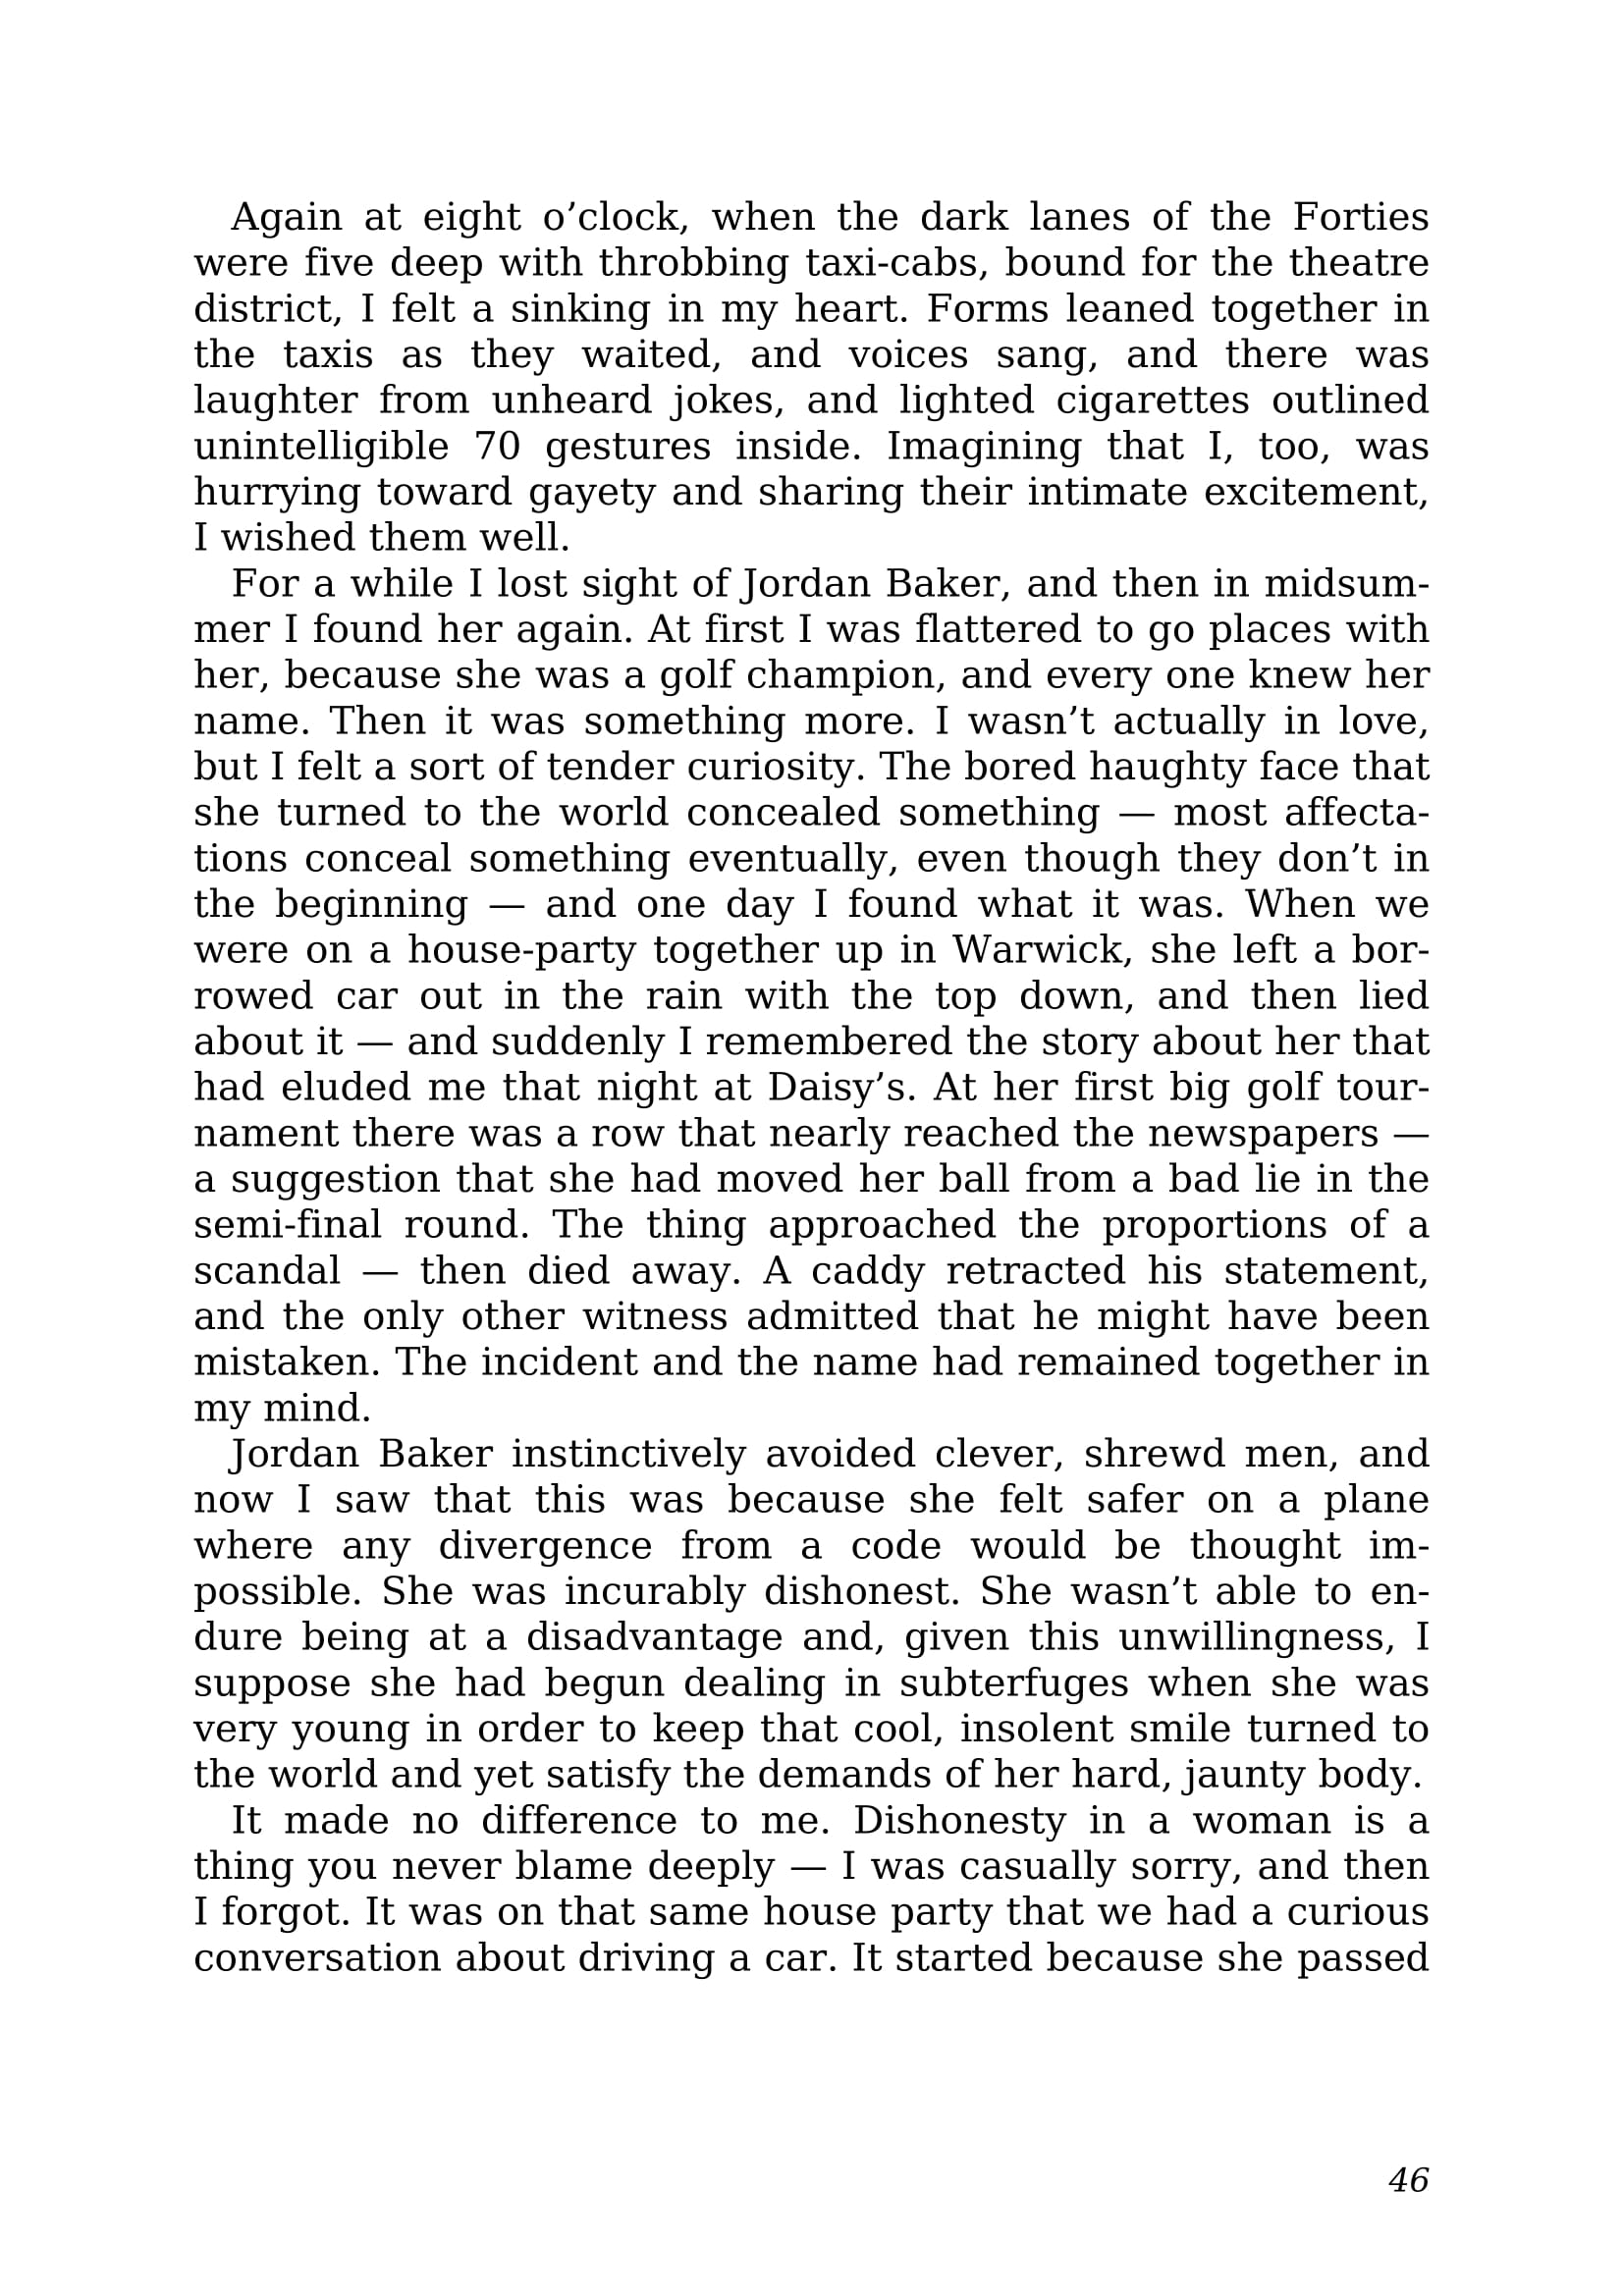 Again at eight o’clock, when the dark lanes of the Forties
were five deep with throbbing taxi-cabs, bound for the theatre
district, I felt a sinking in my heart. Forms leaned together in
the taxis as they waited, and voices sang, and there was
laughter from unheard jokes, and lighted cigarettes outlined
unintelligible 70 gestures inside. Imagining that I, too, was
hurrying toward gayety and sharing their intimate excitement,
I wished them well.
For a while I lost sight of Jordan Baker, and then in midsum-
mer I found her again. At first I was flattered to go places with
her, because she was a golf champion, and every one knew her
name. Then it was something more. I wasn’t actually in love,
but I felt a sort of tender curiosity. The bored haughty face that
she turned to the world concealed something — most affecta-
tions conceal something eventually, even though they don’t in
the beginning — and one day I found what it was. When we
were on a house-party together up in Warwick, she left a bor-
rowed car out in the rain with the top down, and then lied
about it — and suddenly I remembered the story about her that
had eluded me that night at Daisy’s. At her first big golf tour-
nament there was a row that nearly reached the newspapers —
a suggestion that she had moved her ball from a bad lie in the
semi-final round. The thing approached the proportions of a
scandal — then died away. A caddy retracted his statement,
and the only other witness admitted that he might have been
mistaken. The incident and the name had remained together in
my mind.
Jordan Baker instinctively avoided clever, shrewd men, and
now I saw that this was because she felt safer on a plane
where any divergence from a code would be thought im-
possible. She was incurably dishonest. She wasn’t able to en-
dure being at a disadvantage and, given this unwillingness, I
suppose she had begun dealing in subterfuges when she was
very young in order to keep that cool, insolent smile turned to
the world and yet satisfy the demands of her hard, jaunty body.
It made no difference to me. Dishonesty in a woman is a
thing you never blame deeply — I was casually sorry, and then
I forgot. It was on that same house party that we had a curious
conversation about driving a car. It started because she passed
46